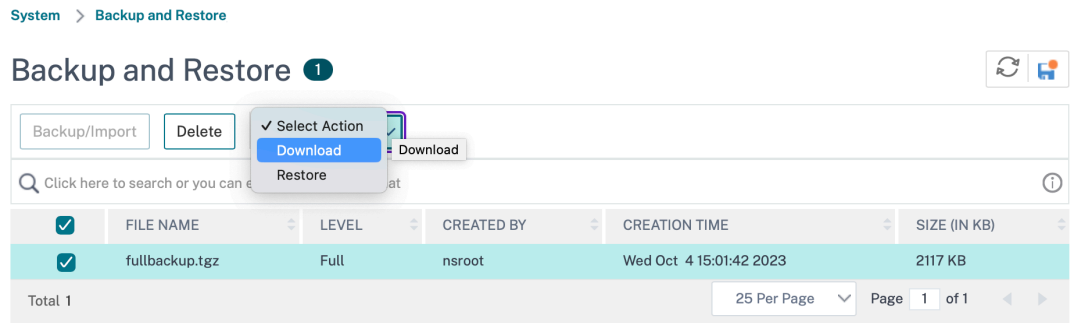 System > Backup and Restore
Backup and Restore 1
Backup/Import Delete ✓ Select Action
Download Download
Restore
Click here to search or you can e at
FILE NAME LEVEL CREATED BY CREATION TIME SIZE (IN KB)
fullbackup.tgz Full nsroot Wed Oct 4 15:01:42 2023 2117 KB
Total 1 25 Per Page Page 1 of 1